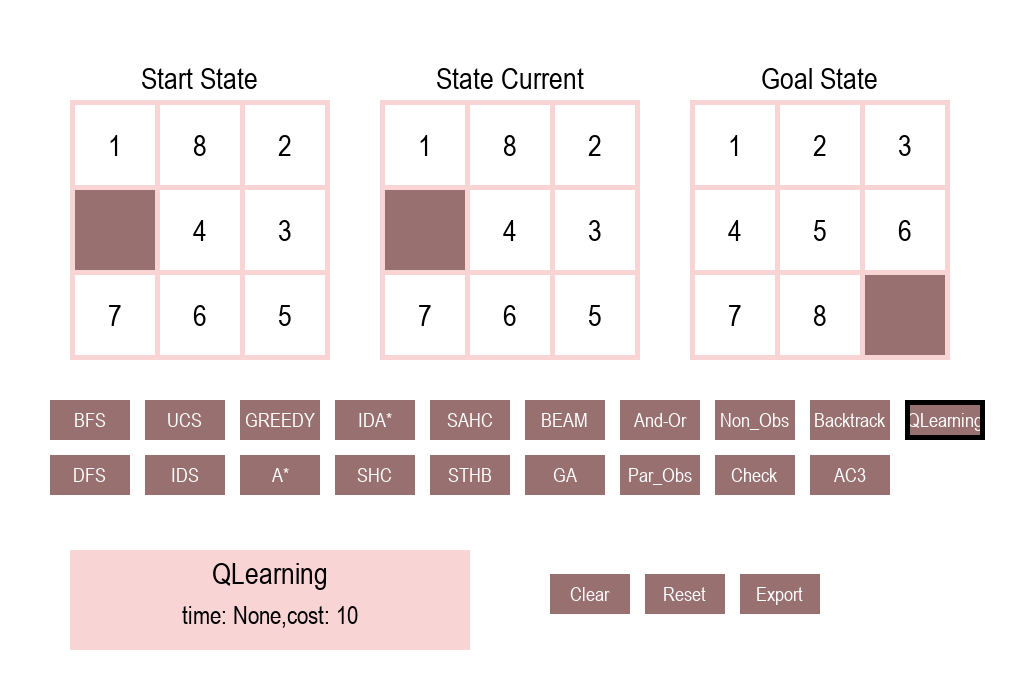 Start State State Current Goal State
1 8 2 1 8 2 1 2 3
4 3 4 3 4 5 6
7 6 5 7 6 5 7 8
BFS UCS GREEDY IDA* SAHC BEAM And-Or Non_Obs Backtrack QLearning
DFS IDS A* SHC STHB GA Par_Obs Check AC3
QLearning
time: None,cost: 10
Clear Reset Export